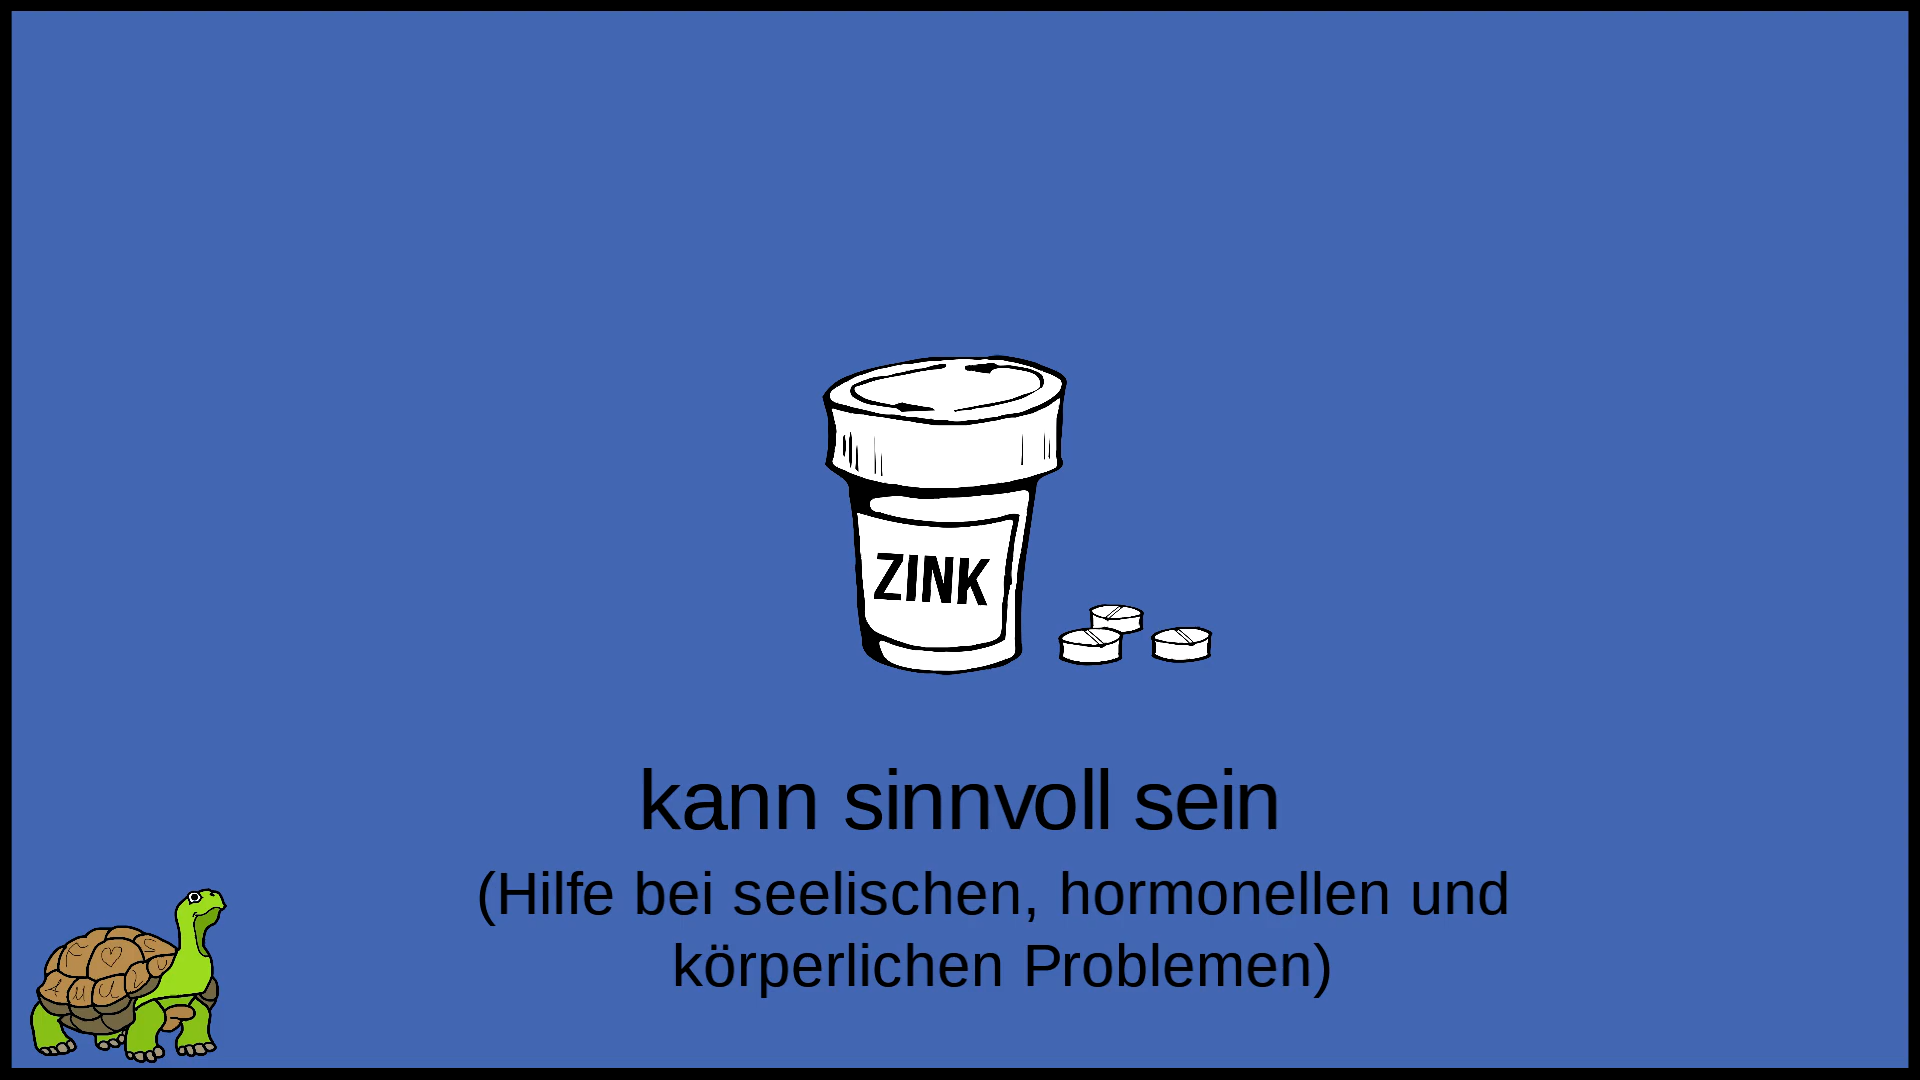 ZINK
kann sinnvoll sein
(Hilfe bei seelischen, hormonellen und
körperlichen Problemen)